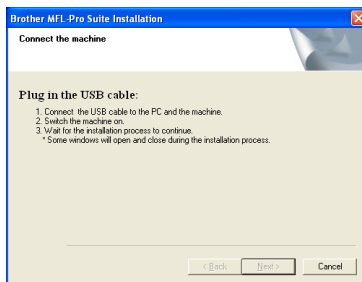 Brother MFL-Pro Suite Installation
Connect the machine
Plug in the USB cable:
1. Connect the USB cable to the PC and the machine.
2. Switch the machine on.
3. Wait for the installation process to continue.
* Some windows will open and close during the installation process.
< Back Next > Cancel